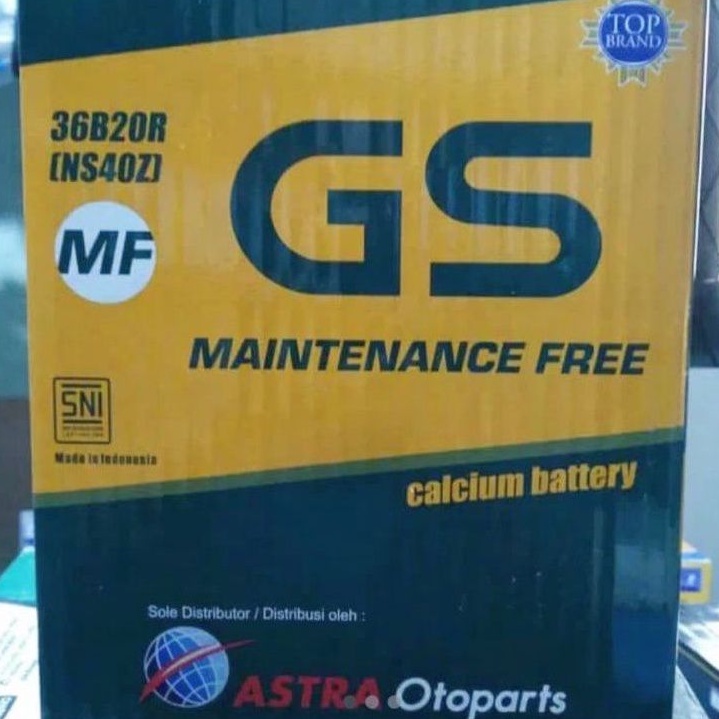 TOP
BRAND
36B20R
(NS40Z)
GS
MF
MAINTENANCE FREE
SNI
Made in Indonesia
calcium battery
Sole Distributor / Distribusi oleh :
ASTRA Otoparts